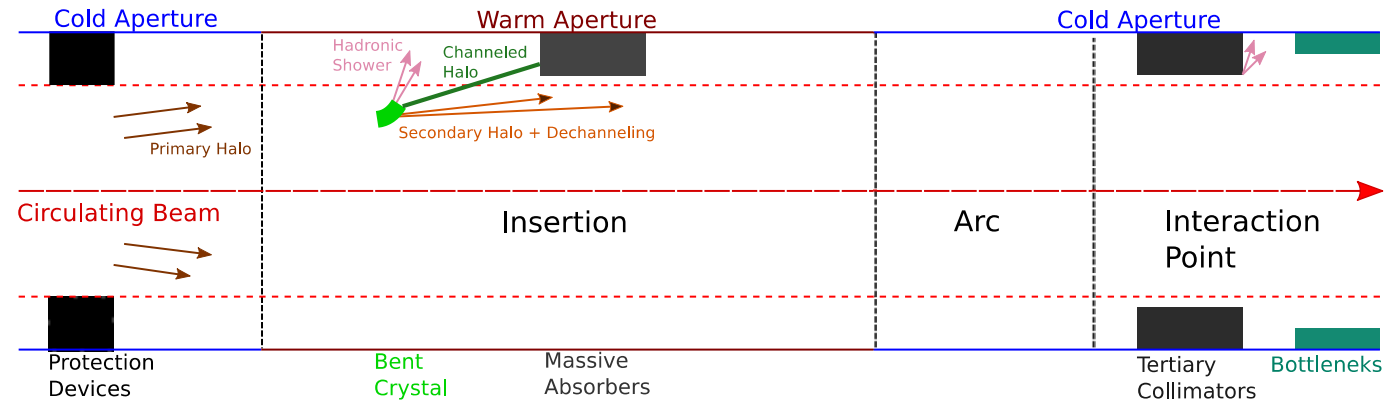 Cold Aperture
Warm Aperture
Cold Aperture
Hadronic
Shower
Channeled
Halo
Secondary Halo + Dechanneling
Primary Halo
Circulating Beam
Insertion
Arc
Interaction
Point
Protection
Devices
Bent
Crystal
Massive
Absorbers
Tertiary
Collimators
Bottleneks